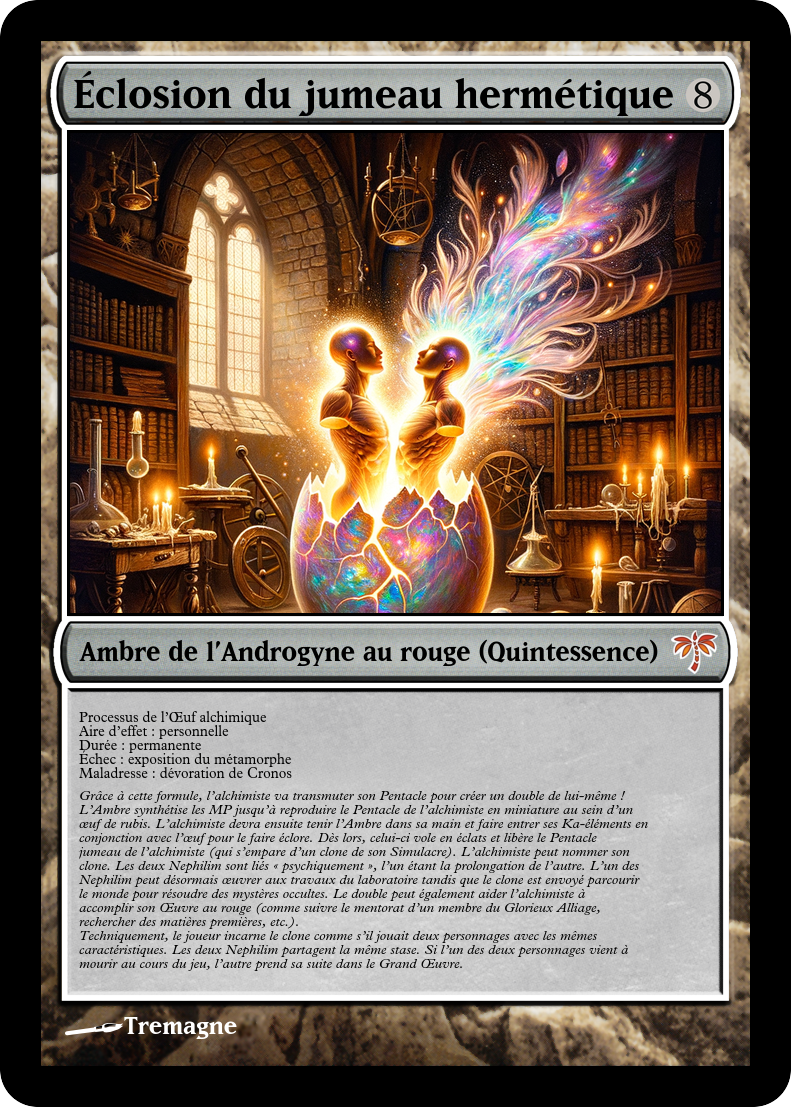 Éclosion du jumeau hermétique 8
Ambre de l'Androgyne au rouge (Quintessence)
Processus de l'Œuf alchimique
Aire d'effet : personnelle
Durée : permanente
Échec : exposition du métamorphe
Maladresse : dévoration de Cronos
Grâce à cette formule, l'alchimiste va transmuter son Pentacle pour créer un double de lui-même !
L'Ambre synthétise les MP jusqu'à reproduire le Pentacle de l'alchimiste en miniature au sein d'un
œuf de rubis. L'alchimiste devra ensuite tenir l'Ambre dans sa main et faire entrer ses Ka-éléments en
conjonction avec l'œuf pour le faire éclore. Dès lors, celui-ci vole en éclats et libère le Pentacle
jumeau de l'alchimiste (qui s'empare d'un clone de son Simulacre). L'alchimiste peut nommer son
clone. Les deux Nephilim sont liés « psychiquement », l'un étant la prolongation de l'autre. L'un des
Nephilim peut désormais œuvrer aux travaux du laboratoire tandis que le clone est envoyé parcourir
le monde pour résoudre des mystères occultes. Le double peut également aider l'alchimiste à
accomplir son Œuvre au rouge (comme suivre le mentorat d'un membre du Glorieux Alliage,
rechercher des matières premières, etc.).
Techniquement, le joueur incarne le clone comme s'il jouait deux personnages avec les mêmes
caractéristiques. Les deux Nephilim partagent la même stase. Si l'un des deux personnages vient à
mourir au cours du jeu, l'autre prend sa suite dans le Grand Œuvre.
Tremagne